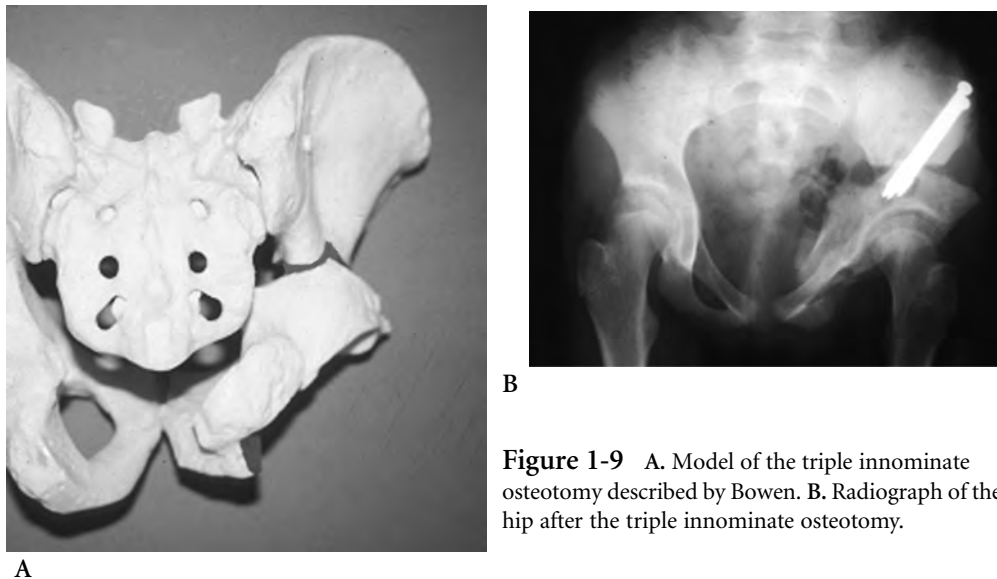 B
Figure 1-9 A. Model of the triple innominate
osteotomy described by Bowen. B. Radiograph of the
hip after the triple innominate osteotomy.
A